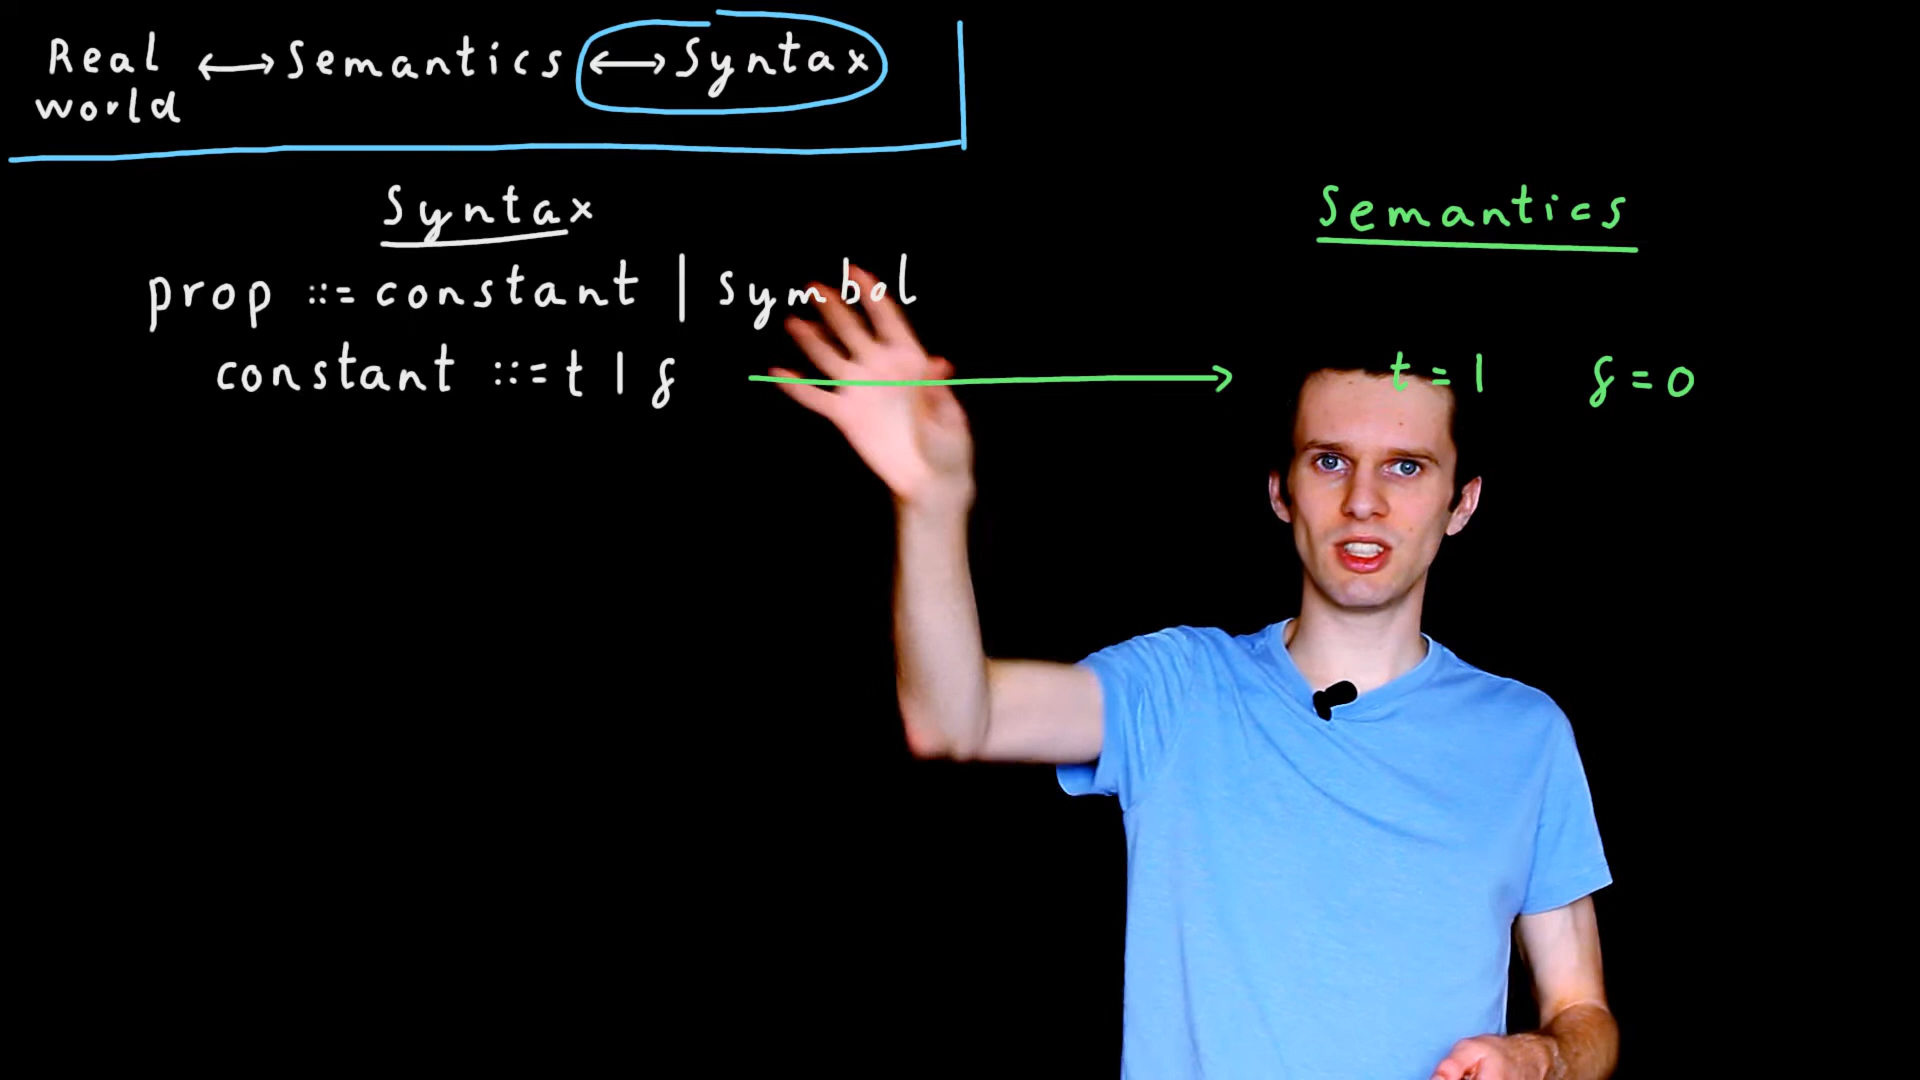 Real ⟷ Semantics ⟷ Syntax
world
Syntax
Semantics
prop ::= constant | symbol
constant ::= t | f ⟶ t = 1 f = 0